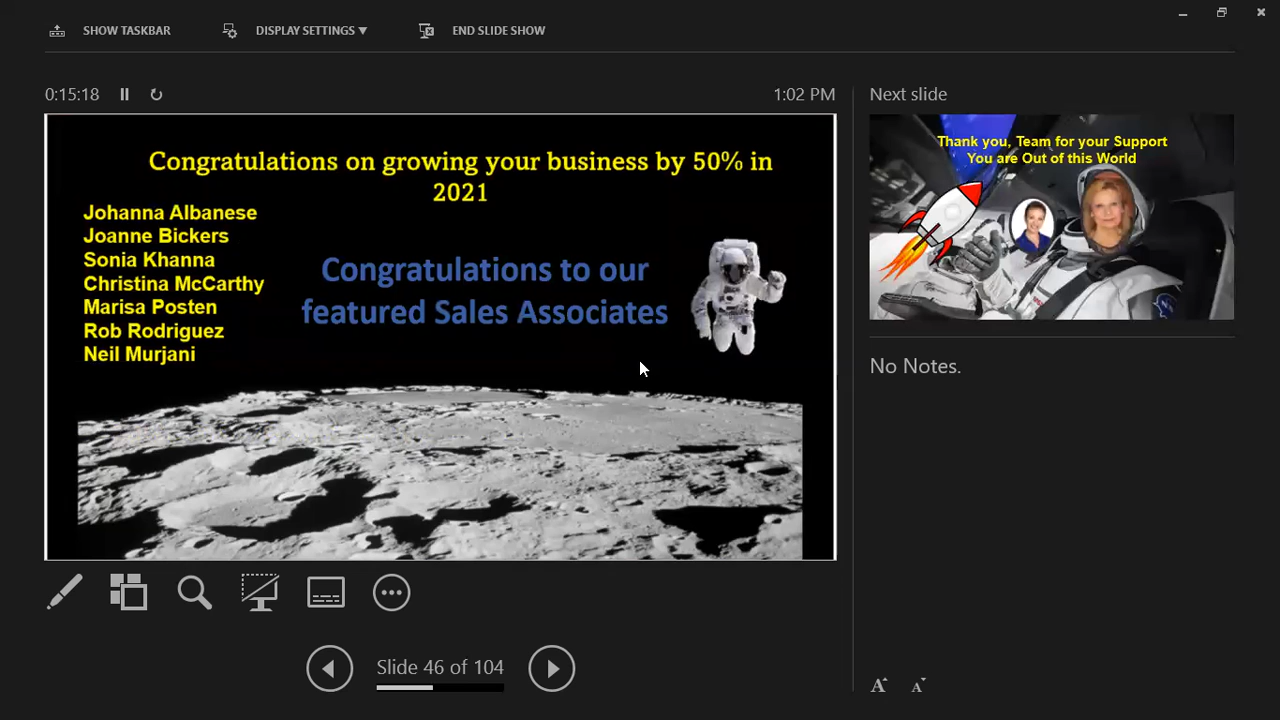 SHOW TASKBAR
DISPLAY SETTINGS ▼
END SLIDE SHOW
0:15:18
1:02 PM
Congratulations on growing your business by 50% in
2021
Johanna Albanese
Joanne Bickers
Sonia Khanna
Christina McCarthy
Marisa Posten
Rob Rodriguez
Neil Murjani
Congratulations to our
featured Sales Associates
Slide 46 of 104
Next slide
Thank you, Team for your Support
You are Out of this World
No Notes.
A A